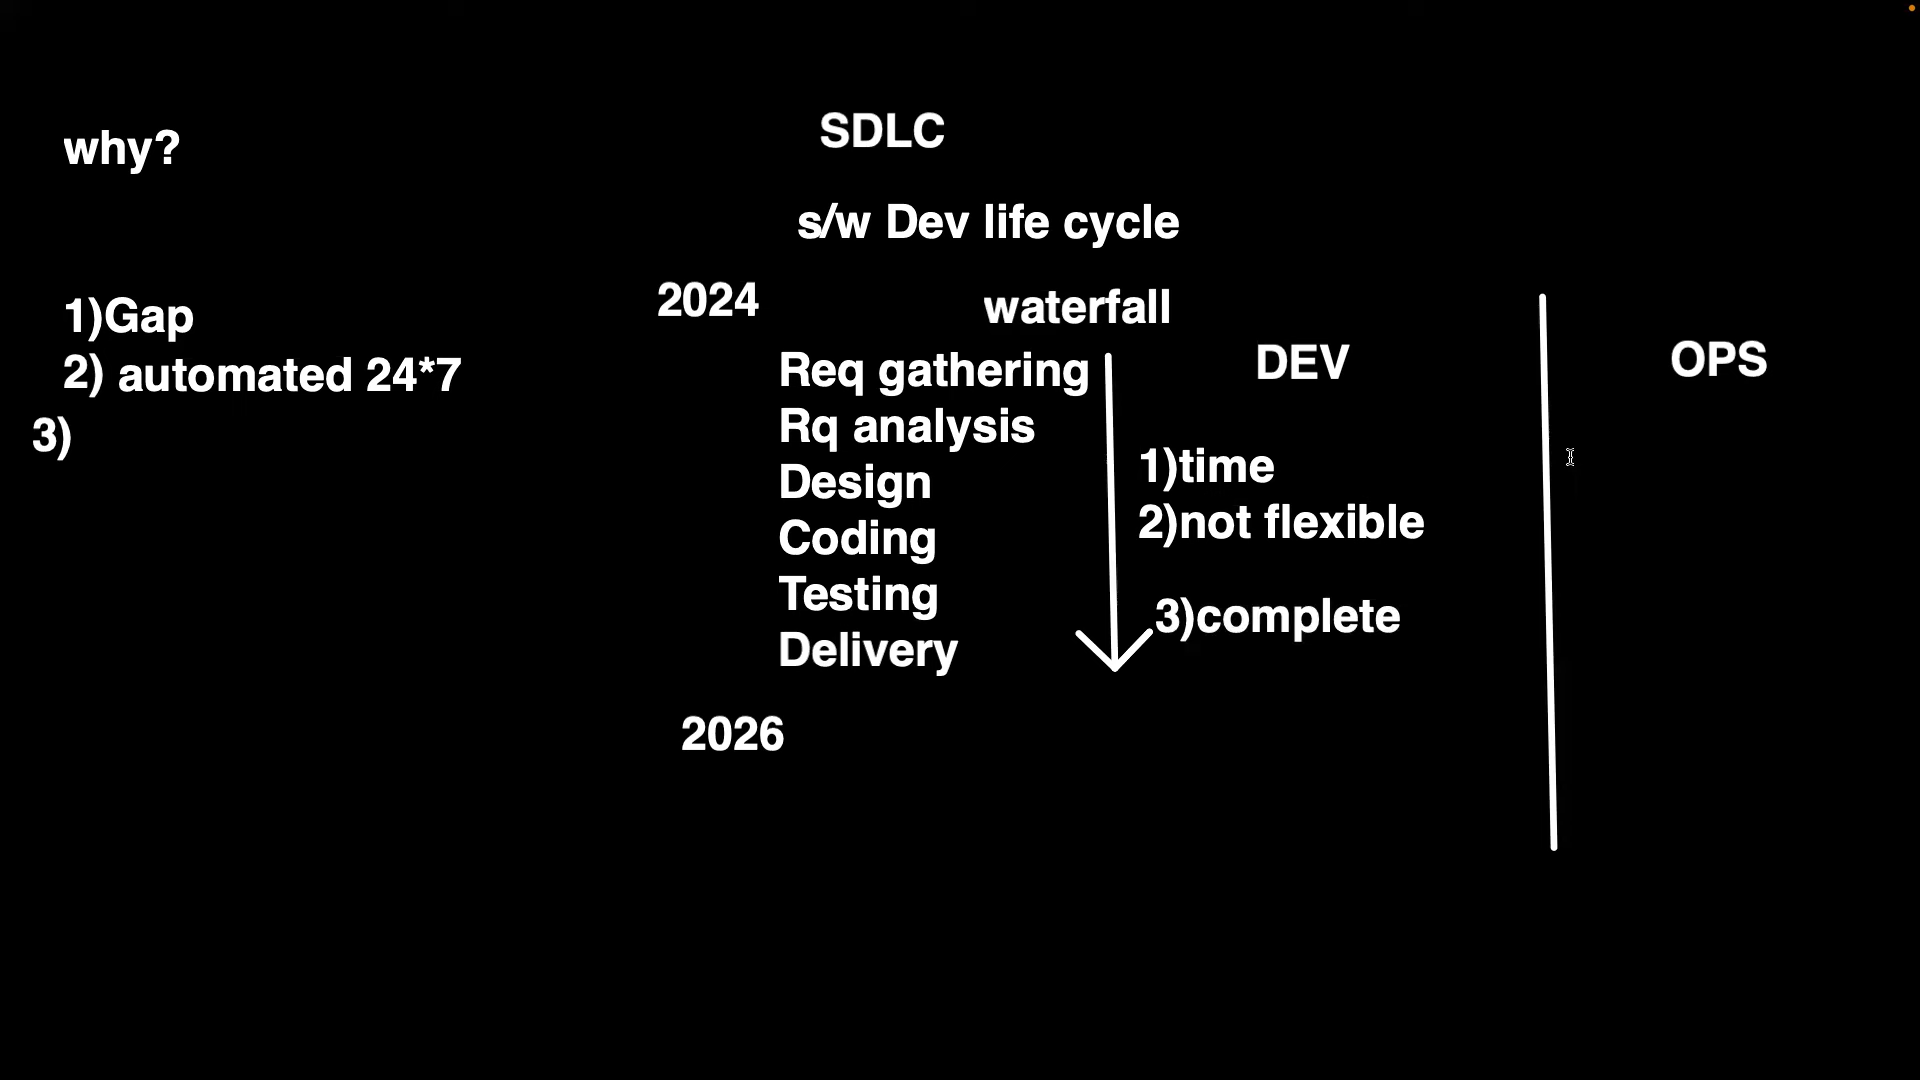 why?
SDLC
s/w Dev life cycle
1)Gap
2) automated 24*7
3)
2024
waterfall
Req gathering
Rq analysis
Design
Coding
Testing
Delivery
2026
DEV
1)time
2)not flexible
3)complete
OPS